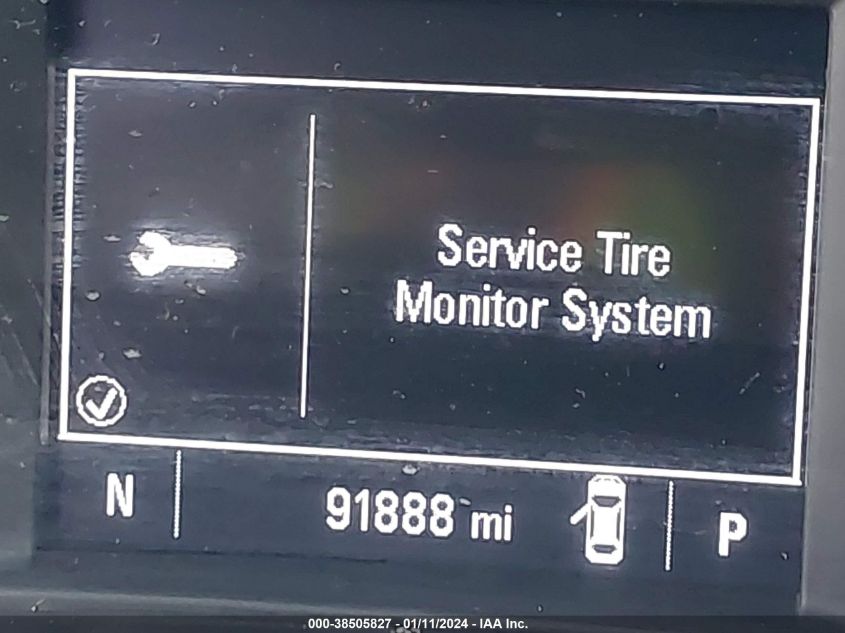 Service Tire
Monitor System
N
91888 mi
P
000-38505827 - 01/11/2024 - IAA Inc.